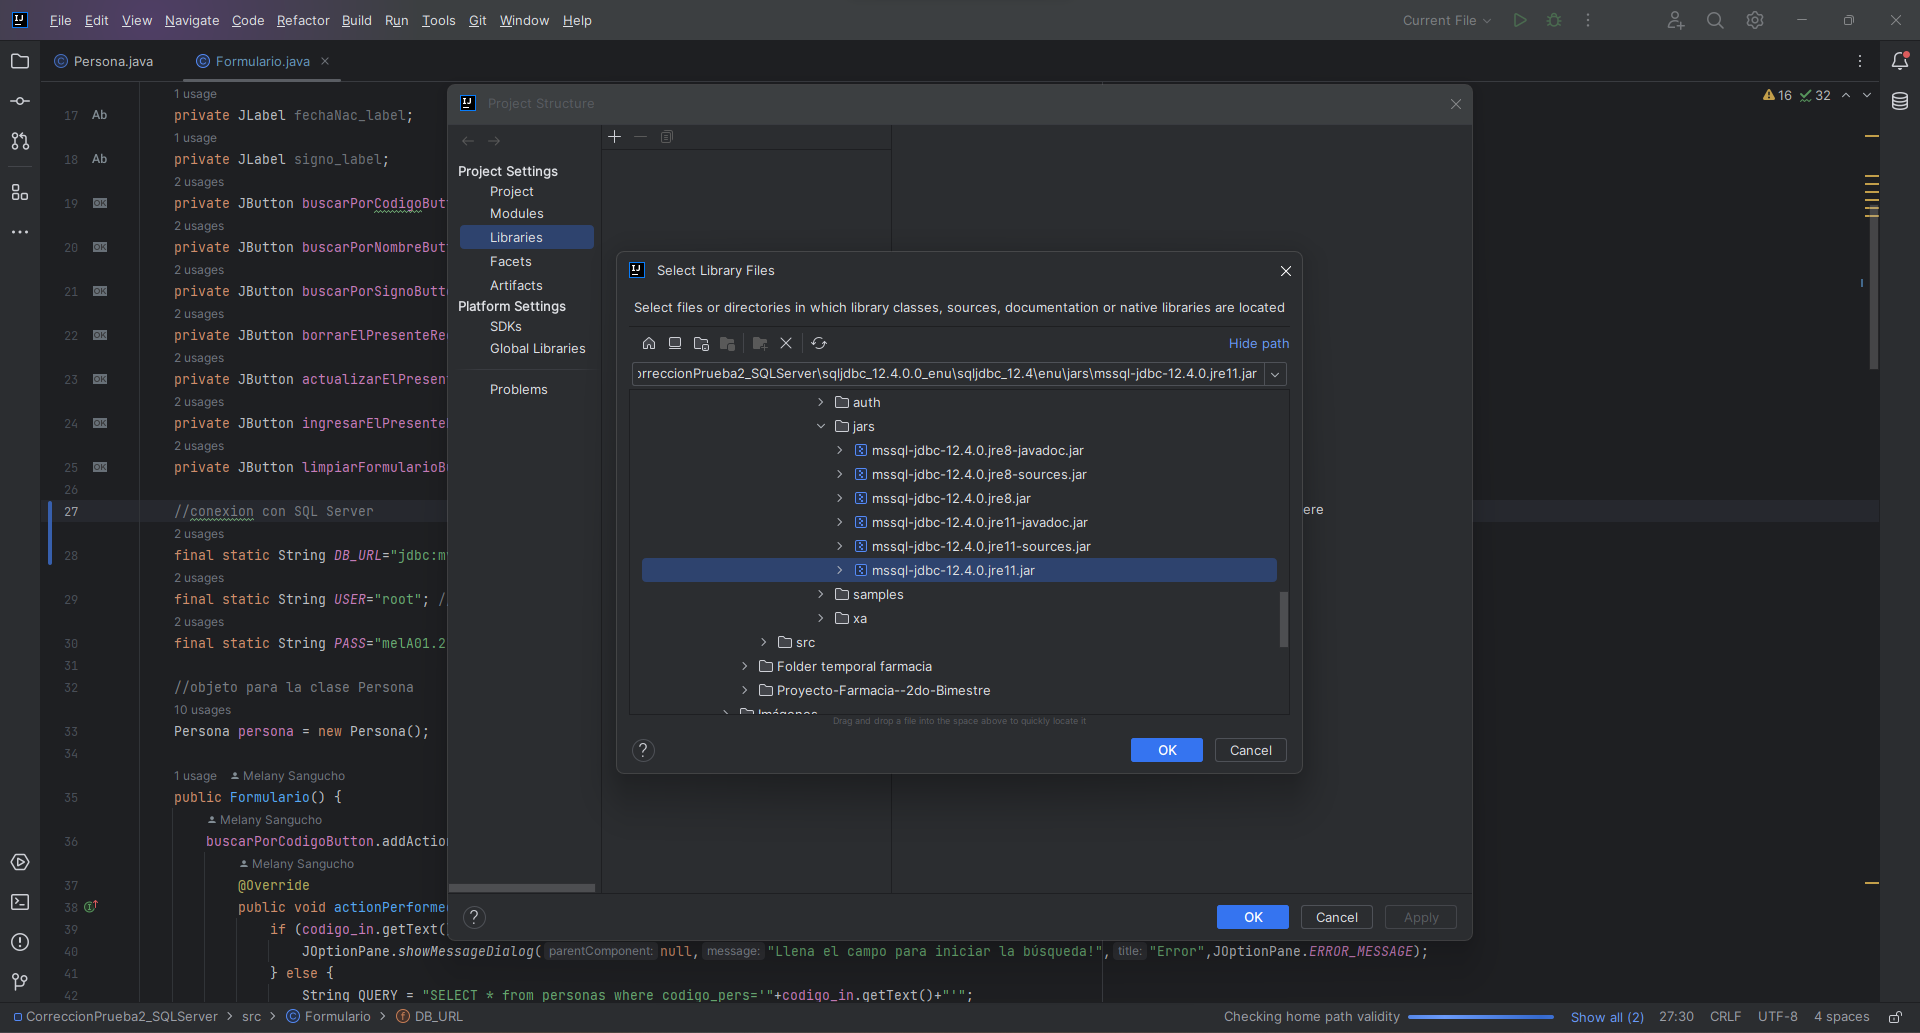 File Edit View Navigate Code Refactor Build Run Tools Git Window Help
Current File
Persona.java
Formulario.java
16 32
1 usage
17 Ab private JLabel fechaNac_label;
1 usage
18 Ab private JLabel signo_label;
2 usages
19 OK private JButton buscarPorCodigoBut
2 usages
20 OK private JButton buscarPorNombreBut
2 usages
21 OK private JButton buscarPorSignoButt
2 usages
22 OK private JButton borrarElPresenteRe
2 usages
23 OK private JButton actualizarElPresen
2 usages
24 OK private JButton ingresarElPresente
2 usages
25 OK private JButton limpiarFormularioB
26
27 //conexion con SQL Server
2 usages
28 final static String DB_URL="jdbc:m
2 usages
29 final static String USER="root"; /
2 usages
30 final static String PASS="melA01.2
31
32 //objeto para la clase Persona
10 usages
33 Persona persona = new Persona();
34
1 usage Melany Sangucho
35 public Formulario() {
Melany Sangucho
36 buscarPorCodigoButton.addActio
Melany Sangucho
37 @Override
38 public void actionPerforme
39 if (codigo_in.getText(
40 JOptionPane.showMessageDialog( parentComponent: null, message: "Llena el campo para iniciar la búsqueda!", title: "Error",JOptionPane.ERROR_MESSAGE);
41 } else {
42 String QUERY = "SELECT * from personas where codigo_pers='"+codigo_in.getText()+"'";
Project Structure
Project Settings
Project
Modules
Libraries
Facets
Artifacts
Platform Settings
SDKs
Global Libraries
Problems
ere
? OK Cancel Apply
Select Library Files
Select files or directories in which library classes, sources, documentation or native libraries are located
Hide path
orreccionPrueba2_SQLServer\sqljdbc_12.4.0.0_enu\sqljdbc_12.4\enu\jars\mssql-jdbc-12.4.0.jre11.jar
auth
jars
mssql-jdbc-12.4.0.jre8-javadoc.jar
mssql-jdbc-12.4.0.jre8-sources.jar
mssql-jdbc-12.4.0.jre8.jar
mssql-jdbc-12.4.0.jre11-javadoc.jar
mssql-jdbc-12.4.0.jre11-sources.jar
mssql-jdbc-12.4.0.jre11.jar
samples
xa
src
Folder temporal farmacia
Proyecto-Farmacia--2do-Bimestre
Imágenes
Drag and drop a file into the space above to quickly locate it
? OK Cancel
CorreccionPrueba2_SQLServer > src > Formulario > DB_URL
Checking home path validity Show all (2) 27:30 CRLF UTF-8 4 spaces